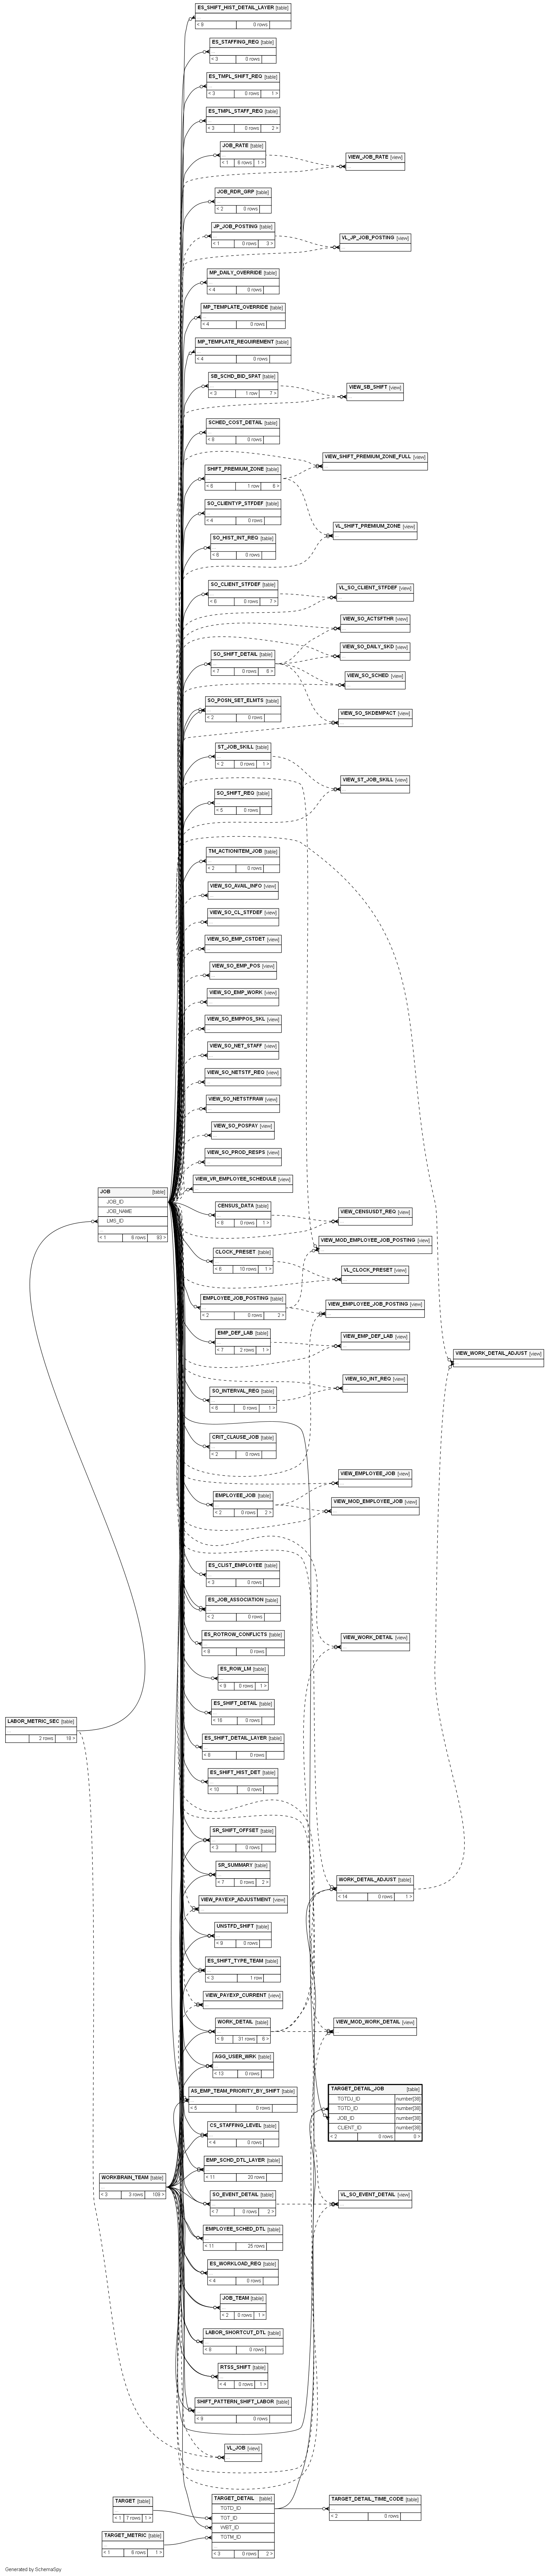 ES_SHIFT_HIST_DETAIL_LAYER [table]
...
< 9 0 rows
ES_STAFFING_REQ [table]
...
< 3 0 rows
ES_TMPL_SHIFT_REQ [table]
...
< 3 0 rows 1 >
ES_TMPL_STAFF_REQ [table]
...
< 3 0 rows 2 >
JOB_RATE [table]
...
< 1 6 rows 1 >
VIEW_JOB_RATE [view]
JOB_RDR_GRP [table]
< 2 0 rows
JP_JOB_POSTING [table]
< 1 0 rows 3 >
VL_JP_JOB_POSTING [view]
MP_DAILY_OVERRIDE [table]
< 4 0 rows
MP_TEMPLATE_OVERRIDE [table]
< 4 0 rows
MP_TEMPLATE_REQUIREMENT [table]
< 4 0 rows
SB_SCHD_BID_SPAT [table]
< 3 1 row 7 >
VIEW_SB_SHIFT [view]
SCHED_COST_DETAIL [table]
< 8 0 rows
VIEW_SHIFT_PREMIUM_ZONE_FULL [view]
SHIFT_PREMIUM_ZONE [table]
< 8 1 row 6 >
SO_CLIENTYP_STFDEF [table]
< 4 0 rows
VL_SHIFT_PREMIUM_ZONE [view]
SO_HIST_INT_REQ [table]
< 6 0 rows
SO_CLIENT_STFDEF [table]
< 6 0 rows 7 >
VL_SO_CLIENT_STFDEF [view]
VIEW_SO_ACTSFTHR [view]
VIEW_SO_DAILY_SKD [view]
SO_SHIFT_DETAIL [table]
< 7 0 rows 6 >
VIEW_SO_SCHED [view]
SO_POSN_SET_ELMTS [table]
< 2 0 rows
VIEW_SO_SKDEMPACT [view]
ST_JOB_SKILL [table]
< 2 0 rows 1 >
VIEW_ST_JOB_SKILL [view]
SO_SHIFT_REQ [table]
< 5 0 rows
TM_ACTIONITEM_JOB [table]
< 2 0 rows
VIEW_SO_AVAIL_INFO [view]
VIEW_SO_CL_STFDEF [view]
VIEW_SO_EMP_CSTDET [view]
VIEW_SO_EMP_POS [view]
VIEW_SO_EMP_WORK [view]
VIEW_SO_EMPPOS_SKL [view]
VIEW_SO_NET_STAFF [view]
VIEW_SO_NETSTF_REQ [view]
VIEW_SO_NETSTFRAW [view]
VIEW_SO_POSPAY [view]
VIEW_SO_PROD_RESPS [view]
VIEW_VR_EMPLOYEE_SCHEDULE [view]
JOB [table]
JOB_ID
JOB_NAME
LMS_ID
...
< 1 6 rows 83 >
CENSUS_DATA [table]
< 8 0 rows 1 >
VIEW_CENSUSDT_REQ [view]
VIEW_MOD_EMPLOYEE_JOB_POSTING [view]
CLOCK_PRESET [table]
< 8 10 rows 1 >
VL_CLOCK_PRESET [view]
EMPLOYEE_JOB_POSTING [table]
< 2 0 rows 2 >
VIEW_EMPLOYEE_JOB_POSTING [view]
EMP_DEF_LAB [table]
< 7 2 rows 1 >
VIEW_EMP_DEF_LAB [view]
VIEW_WORK_DETAIL_ADJUST [view]
VIEW_SO_INT_REQ [view]
SO_INTERVAL_REQ [table]
< 6 0 rows 1 >
CRIT_CLAUSE_JOB [table]
< 2 0 rows
VIEW_EMPLOYEE_JOB [view]
EMPLOYEE_JOB [table]
< 2 0 rows 2 >
VIEW_MOD_EMPLOYEE_JOB [view]
ES_CLIST_EMPLOYEE [table]
< 3 0 rows
ES_JOB_ASSOCIATION [table]
< 2 0 rows
ES_ROTROW_CONFLICTS [table]
< 8 0 rows
VIEW_WORK_DETAIL [view]
ES_ROW_LM [table]
< 8 0 rows 1 >
ES_SHIFT_DETAIL [table]
< 18 0 rows
LABOR_METRIC_SEC [table]
2 rows 18 >
ES_SHIFT_DETAIL_LAYER [table]
< 8 0 rows
ES_SHIFT_HIST_DET [table]
< 10 0 rows
SR_SHIFT_OFFSET [table]
< 3 0 rows
SR_SUMMARY [table]
< 7 0 rows 2 >
WORK_DETAIL_ADJUST [table]
< 14 0 rows 1 >
VIEW_PAYEXP_ADJUSTMENT [view]
UNSTFD_SHIFT [table]
< 9 0 rows
ES_SHIFT_TYPE_TEAM [table]
< 3 1 row
VIEW_PAYEXP_CURRENT [view]
WORK_DETAIL [table]
< 9 31 rows 6 >
VIEW_MOD_WORK_DETAIL [view]
AGG_USER_WRK [table]
< 13 0 rows
AS_EMP_TEAM_PRIORITY_BY_SHIFT [table]
< 5 0 rows
TARGET_DETAIL_JOB [table]
TGTDJ_ID number[38]
TGTD_ID number[38]
JOB_ID number[38]
CLIENT_ID number[38]
< 2 0 rows 0 >
CS_STAFFING_LEVEL [table]
< 4 0 rows
EMP_SCHD_DTL_LAYER [table]
< 11 20 rows
WORKBRAIN_TEAM [table]
< 3 3 rows 108 >
SO_EVENT_DETAIL [table]
< 7 0 rows 2 >
VL_SO_EVENT_DETAIL [view]
EMPLOYEE_SCHED_DTL [table]
< 11 25 rows
ES_WORKLOAD_REQ [table]
< 4 0 rows
JOB_TEAM [table]
< 2 0 rows 1 >
LABOR_SHORTCUT_DTL [table]
< 8 0 rows
RTSS_SHIFT [table]
< 4 0 rows 1 >
SHIFT_PATTERN_SHIFT_LABOR [table]
< 8 0 rows
VL_JOB [view]
TARGET [table]
< 1 7 rows 1 >
TARGET_DETAIL [table]
TGTD_ID
TGT_ID
WBT_ID
TGTM_ID
...
< 3 0 rows 2 >
TARGET_DETAIL_TIME_CODE [table]
< 2 0 rows
TARGET_METRIC [table]
< 1 6 rows 1 >
Generated by SchemaSpy